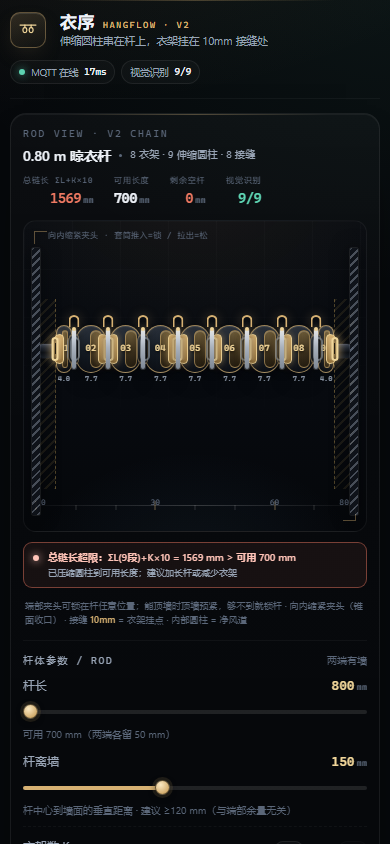 衣序 HANGFLOW · V2
伸缩圆柱串在杆上，衣架挂在 10mm 接缝处
MQTT 在线 17ms
视觉识别 9/9
ROD VIEW · V2 CHAIN
0.80 m 晾衣杆 • 8 衣架 · 9 伸缩圆柱 · 8 接缝
总链长 ΣL+K×10 可用长度 剩余空杆 视觉识别
1569 mm 700 mm 0 mm 9/9
向内缩紧夹头 · 套筒推入=锁 / 拉出=松
02 03 04 05 06 07 08
4.0 7.7 7.7 7.7 7.7 7.7 7.7 7.7 4.0
0 30 60 80
总链长超限：ΣL(9段)+K×10 = 1569 mm > 可用 700 mm
已压缩圆柱到可用长度；建议加长杆或减少衣架
端部夹头可锁在杆任意位置；能顶墙时顶墙预紧，够不到就锁杆 · 向内缩紧夹头（锥
面收口）· 接缝 10mm = 衣架挂点 · 内部圆柱 = 净风道
杆体参数 / ROD 两端有墙
杆长 800 mm
可用 700 mm（两端各留 50 mm）
杆离墙 150 mm
杆中心到墙面的垂直距离 · 建议 ≥120 mm（与端部余量无关）